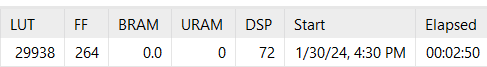 LUT FF BRAM URAM DSP Start Elapsed
29938 264 0.0 0 72 1/30/24, 4:30 PM 00:02:50